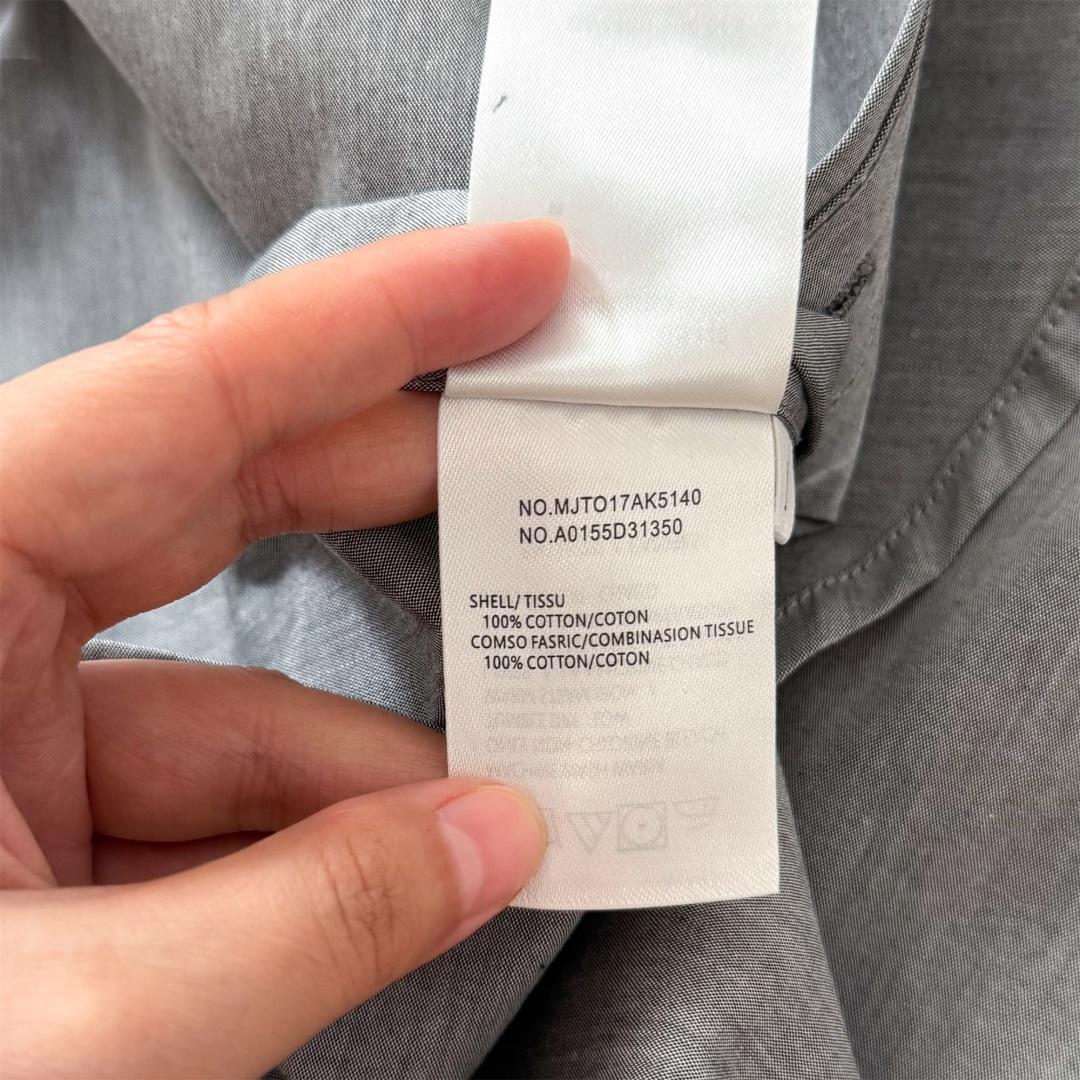 NO.MJTO17AK5140
NO.A0155D31350
SHELL/ TISSU
100% COTTON/COTON
COMSO FASRIC/COMBINASION TISSUE
100% COTTON/COTON